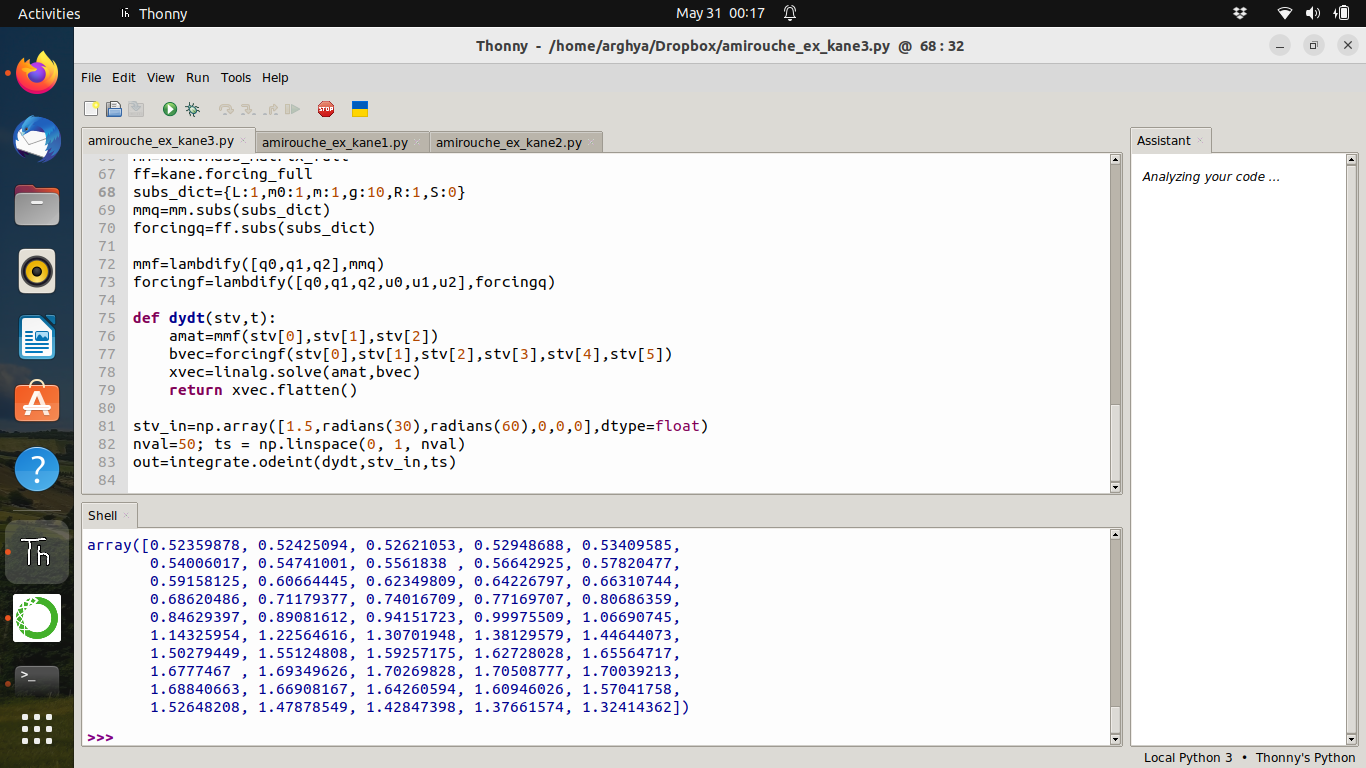 Activities
Thonny
May 31 00:17
Thonny - /home/arghya/Dropbox/amirouche_ex_kane3.py @ 68 : 32
File Edit View Run Tools Help
STOP
amirouche_ex_kane3.py
amirouche_ex_kane1.py
amirouche_ex_kane2.py
67 ff=kane.forcing_full
68 subs_dict={L:1,m0:1,m:1,g:10,R:1,S:0}
69 mmq=mm.subs(subs_dict)
70 forcingq=ff.subs(subs_dict)
71
72 mmf=lambdify([q0,q1,q2],mmq)
73 forcingf=lambdify([q0,q1,q2,u0,u1,u2],forcingq)
74
75 def dydt(stv,t):
76     amat=mmf(stv[0],stv[1],stv[2])
77     bvec=forcingf(stv[0],stv[1],stv[2],stv[3],stv[4],stv[5])
78     xvec=linalg.solve(amat,bvec)
79     return xvec.flatten()
80
81 stv_in=np.array([1.5,radians(30),radians(60),0,0,0],dtype=float)
82 nval=50; ts = np.linspace(0, 1, nval)
83 out=integrate.odeint(dydt,stv_in,ts)
84
Assistant
Analyzing your code ...
Shell
array([0.52359878, 0.52425094, 0.52621053, 0.52948688, 0.53409585,
       0.54006017, 0.54741001, 0.5561838 , 0.56642925, 0.57820477,
       0.59158125, 0.60664445, 0.62349809, 0.64226797, 0.66310744,
       0.68620486, 0.71179377, 0.74016709, 0.77169707, 0.80686359,
       0.84629397, 0.89081612, 0.94151723, 0.99975509, 1.06690745,
       1.14325954, 1.22564616, 1.30701948, 1.38129579, 1.44644073,
       1.50279449, 1.55124808, 1.59257175, 1.62728028, 1.65564717,
       1.6777467 , 1.69349626, 1.70269828, 1.70508777, 1.70039213,
       1.68840663, 1.66908167, 1.64260594, 1.60946026, 1.57041758,
       1.52648208, 1.47878549, 1.42847398, 1.37661574, 1.32414362])
>>>
Th
Local Python 3 • Thonny's Python